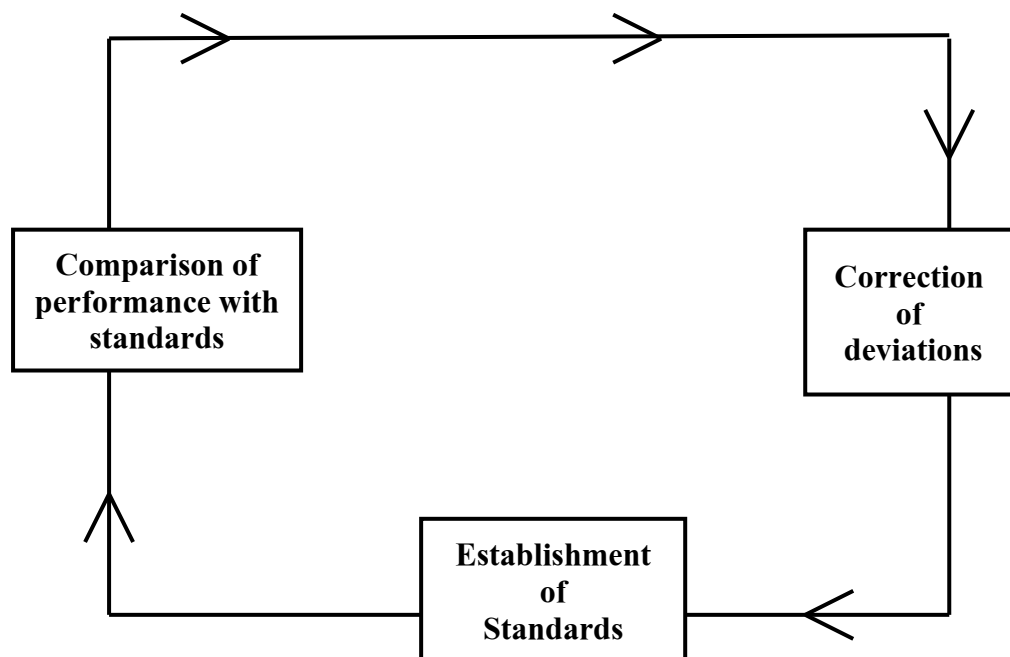 Comparison of
performance with
standards
Correction
of
deviations
Establishment
of
Standards